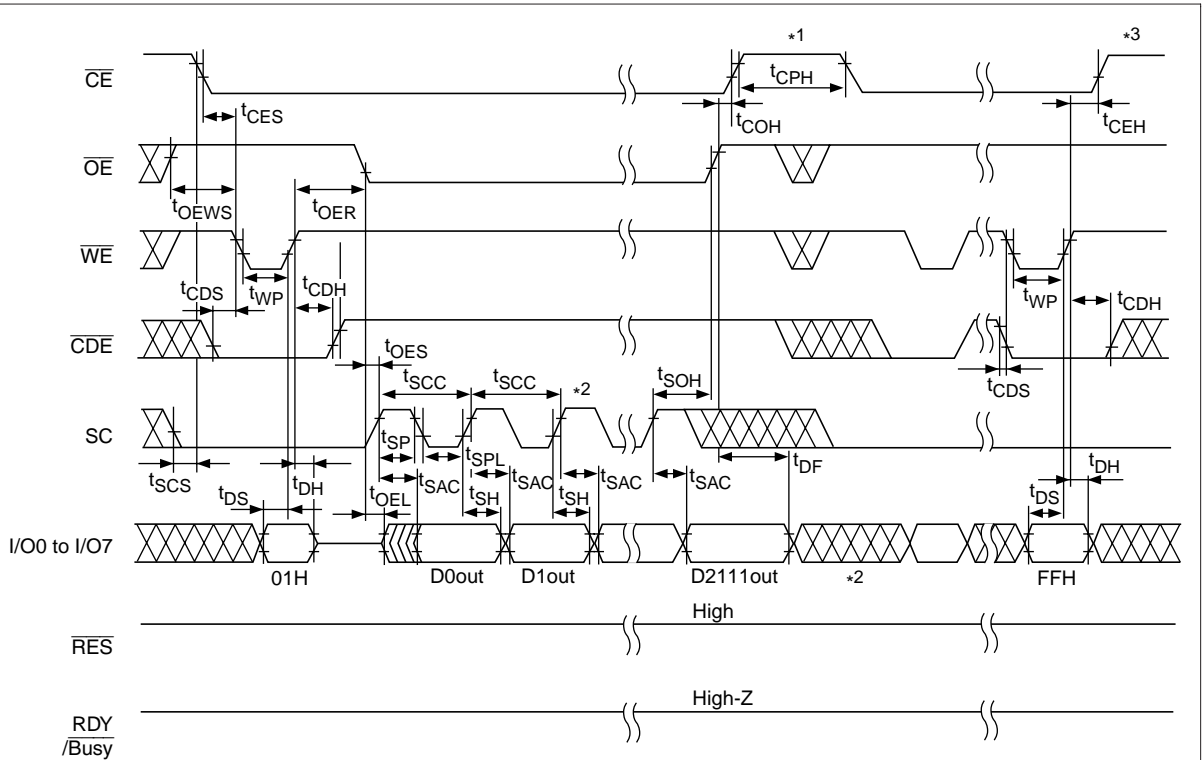 *1 *3
CE tCPH
tCES tCOH tCEH
OE
tOEWS tOER
WE
tCDS tWP tCDH tWP tCDH
CDE
tOES tCDS
tSCC tSCC *2 tSOH
SC
tSP tSPL tDF
tSCS tDS tDH tOEL tSAC tSH tSAC tSH tSAC tSAC tDS tDH
I/O0 to I/O7
01H D0out D1out D2111out *2 FFH
High
RES
High-Z
RDY
/Busy